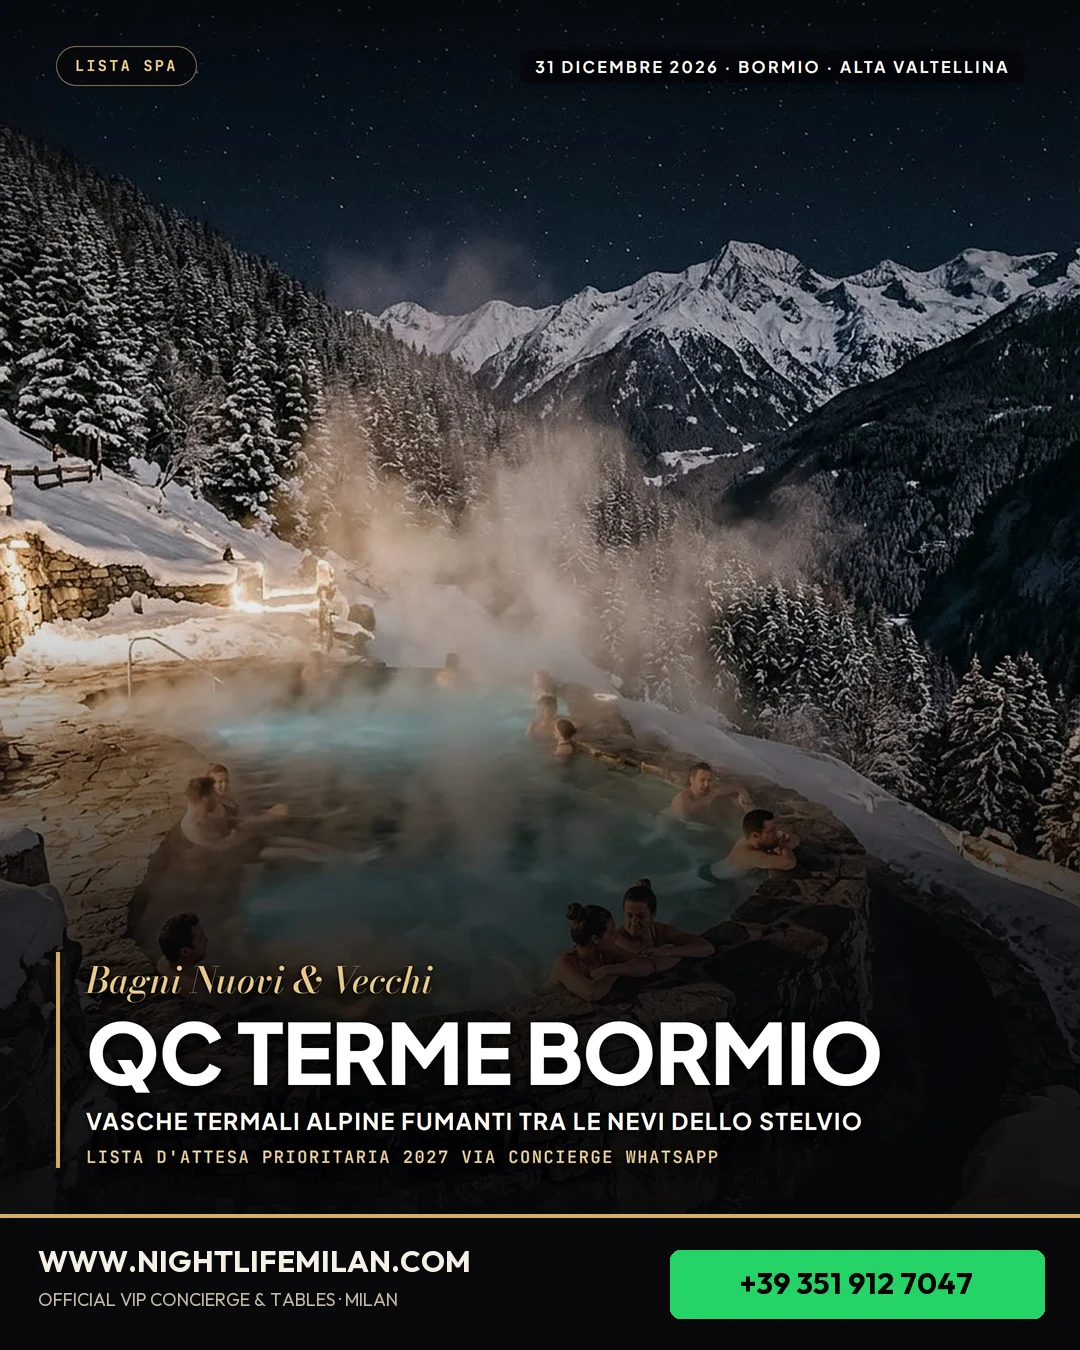 LISTA SPA
31 DICEMBRE 2026 · BORMIO · ALTA VALTELLINA
Bagni Nuovi & Vecchi
QC TERME BORMIO
VASCHE TERMALI ALPINE FUMANTI TRA LE NEVI DELLO STELVIO
LISTA D'ATTESA PRIORITARIA 2027 VIA CONCIERGE WHATSAPP
WWW.NIGHTLIFEMILAN.COM
OFFICIAL VIP CONCIERGE & TABLES · MILAN
+39 351 912 7047